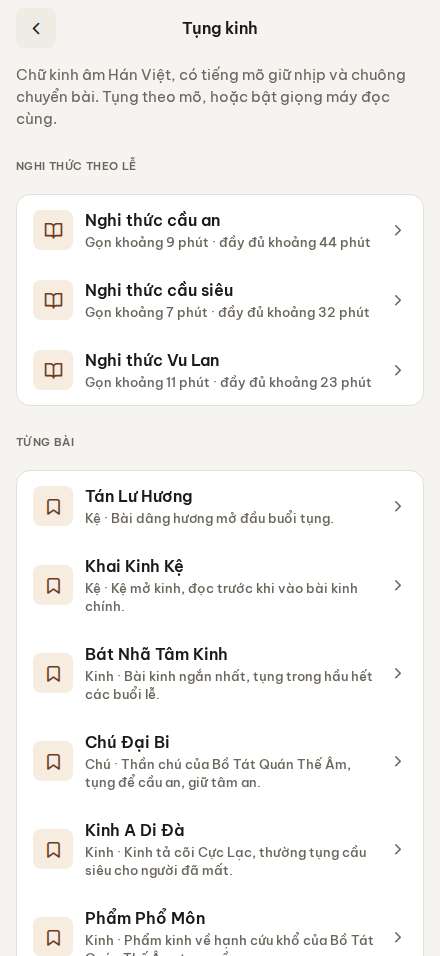 Tụng kinh
Chữ kinh âm Hán Việt, có tiếng mõ giữ nhịp và chuông
chuyển bài. Tụng theo mõ, hoặc bật giọng máy đọc
cùng.
NGHI THỨC THEO LỄ
Nghi thức cầu an
Gọn khoảng 9 phút · đầy đủ khoảng 44 phút
Nghi thức cầu siêu
Gọn khoảng 7 phút · đầy đủ khoảng 32 phút
Nghi thức Vu Lan
Gọn khoảng 11 phút · đầy đủ khoảng 23 phút
TỪNG BÀI
Tán Lư Hương
Kệ · Bài dâng hương mở đầu buổi tụng.
Khai Kinh Kệ
Kệ · Kệ mở kinh, đọc trước khi vào bài kinh
chính.
Bát Nhã Tâm Kinh
Kinh · Bài kinh ngắn nhất, tụng trong hầu hết
các buổi lễ.
Chú Đại Bi
Chú · Thần chú của Bồ Tát Quán Thế Âm,
tụng để cầu an, giữ tâm an.
Kinh A Di Đà
Kinh · Kinh tả cõi Cực Lạc, thường tụng cầu
siêu cho người đã mất.
Phẩm Phổ Môn
Kinh · Phẩm kinh về hạnh cứu khổ của Bồ Tát